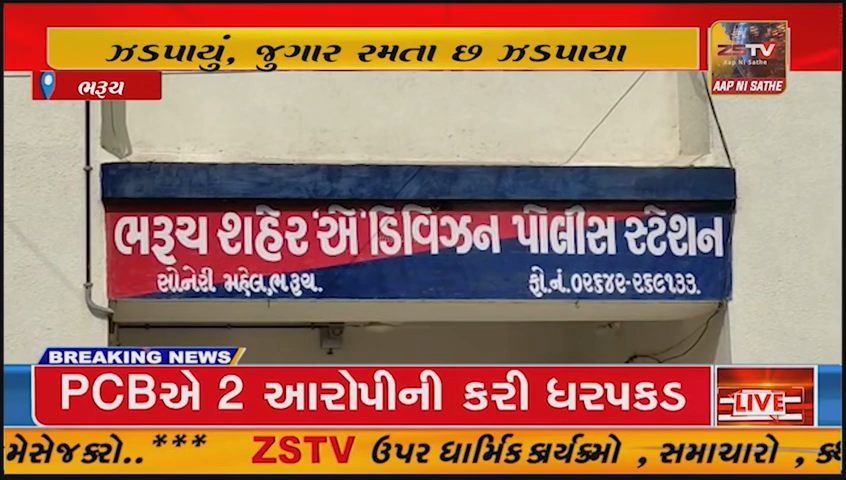 ઝડપાયું, જુગાર રમતા છ ઝડપાયા
ZSTV
Aap Ni Sathe
AAP NI SATHE
ભરૂચ
ભરૂચ શહેર 'એ' ડિવિઝન પોલીસ સ્ટેશન
સોનેરી મહેલ,ભરૂચ.
ફો.નં.૦૨૬૪૨-૨૬૯૧૩૩.
BREAKING NEWS
PCBએ 2 આરોપીની કરી ધરપકડ
LIVE
મેસેજ કરો..*** ZSTV ઉપર ધાર્મિક કાર્યક્રમો , સમાચારો ,